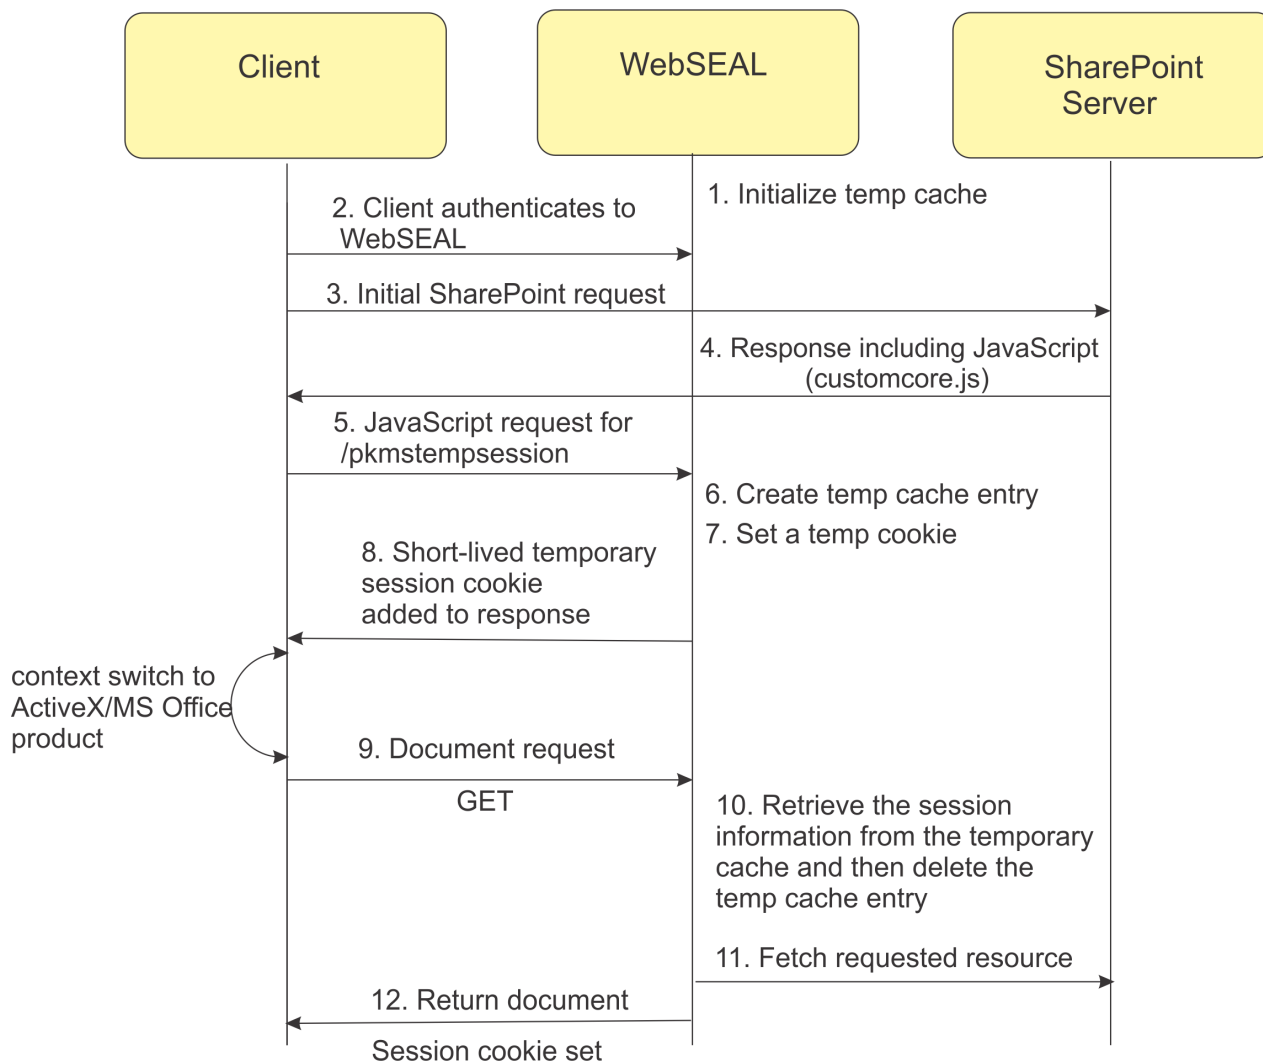 Client
WebSEAL
SharePoint
Server
1. Initialize temp cache
2. Client authenticates to
WebSEAL
3. Initial SharePoint request
4. Response including JavaScript
(customcore.js)
5. JavaScript request for
/pkmstempsession
6. Create temp cache entry
7. Set a temp cookie
8. Short-lived temporary
session cookie
added to response
context switch to
ActiveX/MS Office
product
9. Document request
GET
10. Retrieve the session
information from the temporary
cache and then delete the
temp cache entry
11. Fetch requested resource
12. Return document
Session cookie set